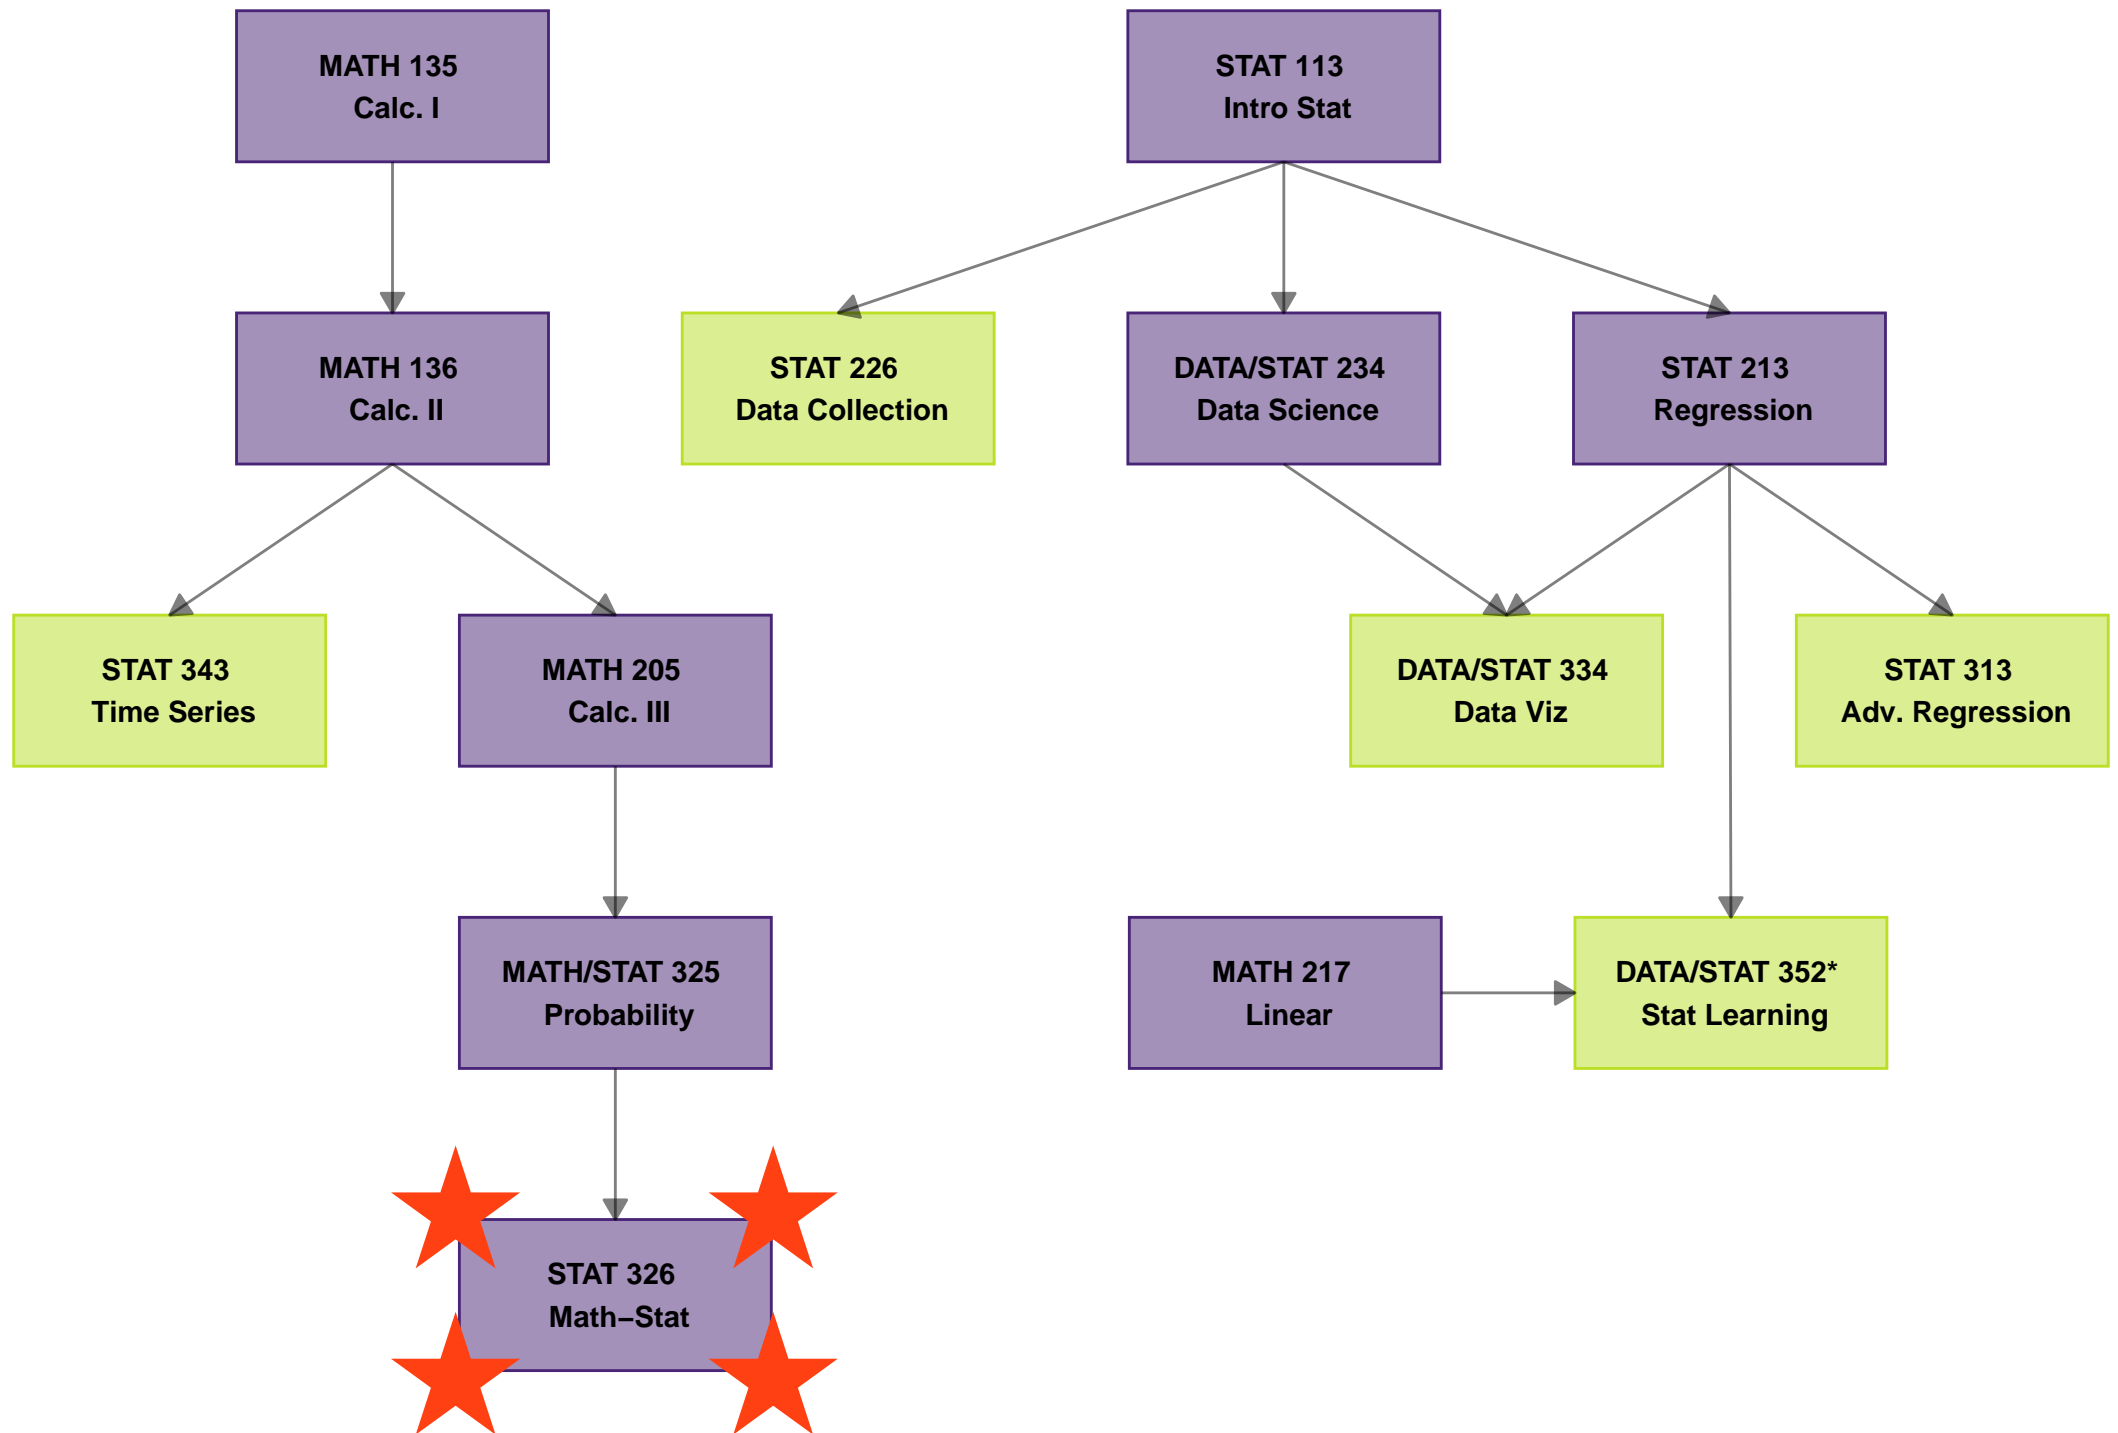 MATH 135
Calc. I
STAT 113
Intro Stat
MATH 136
Calc. II
STAT 226
Data Collection
DATA/STAT 234
Data Science
STAT 213
Regression
STAT 343
Time Series
MATH 205
Calc. III
DATA/STAT 334
Data Viz
STAT 313
Adv. Regression
MATH/STAT 325
Probability
MATH 217
Linear
DATA/STAT 352*
Stat Learning
STAT 326
Math−Stat